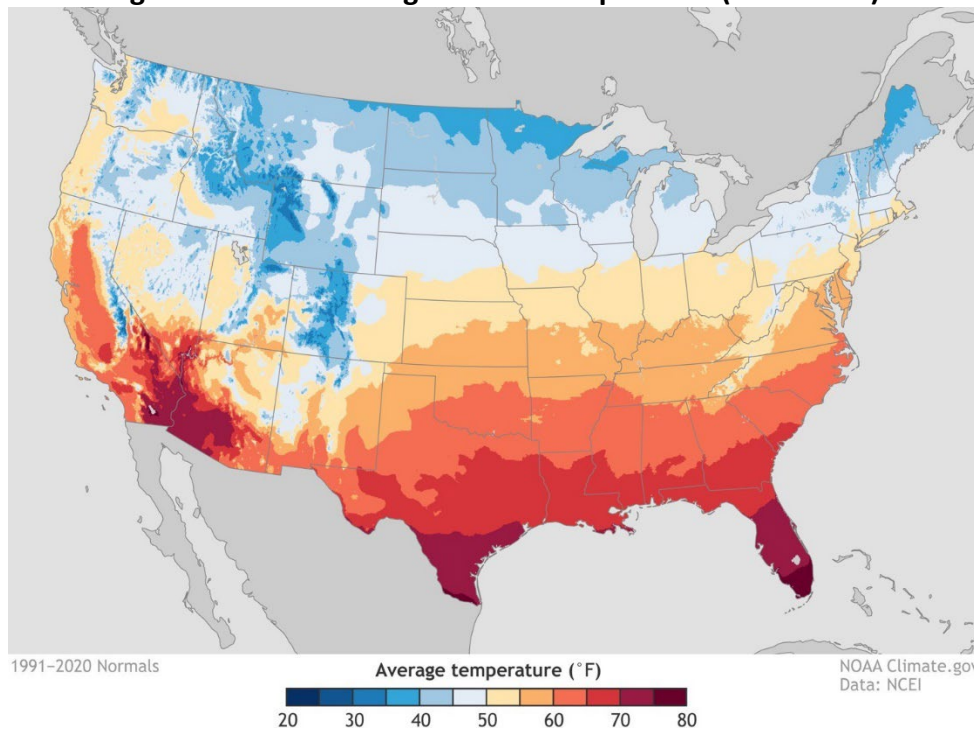 1991–2020 Normals
Average temperature (°F)
NOAA Climate.gov
Data: NCEI
20 30 40 50 60 70 80